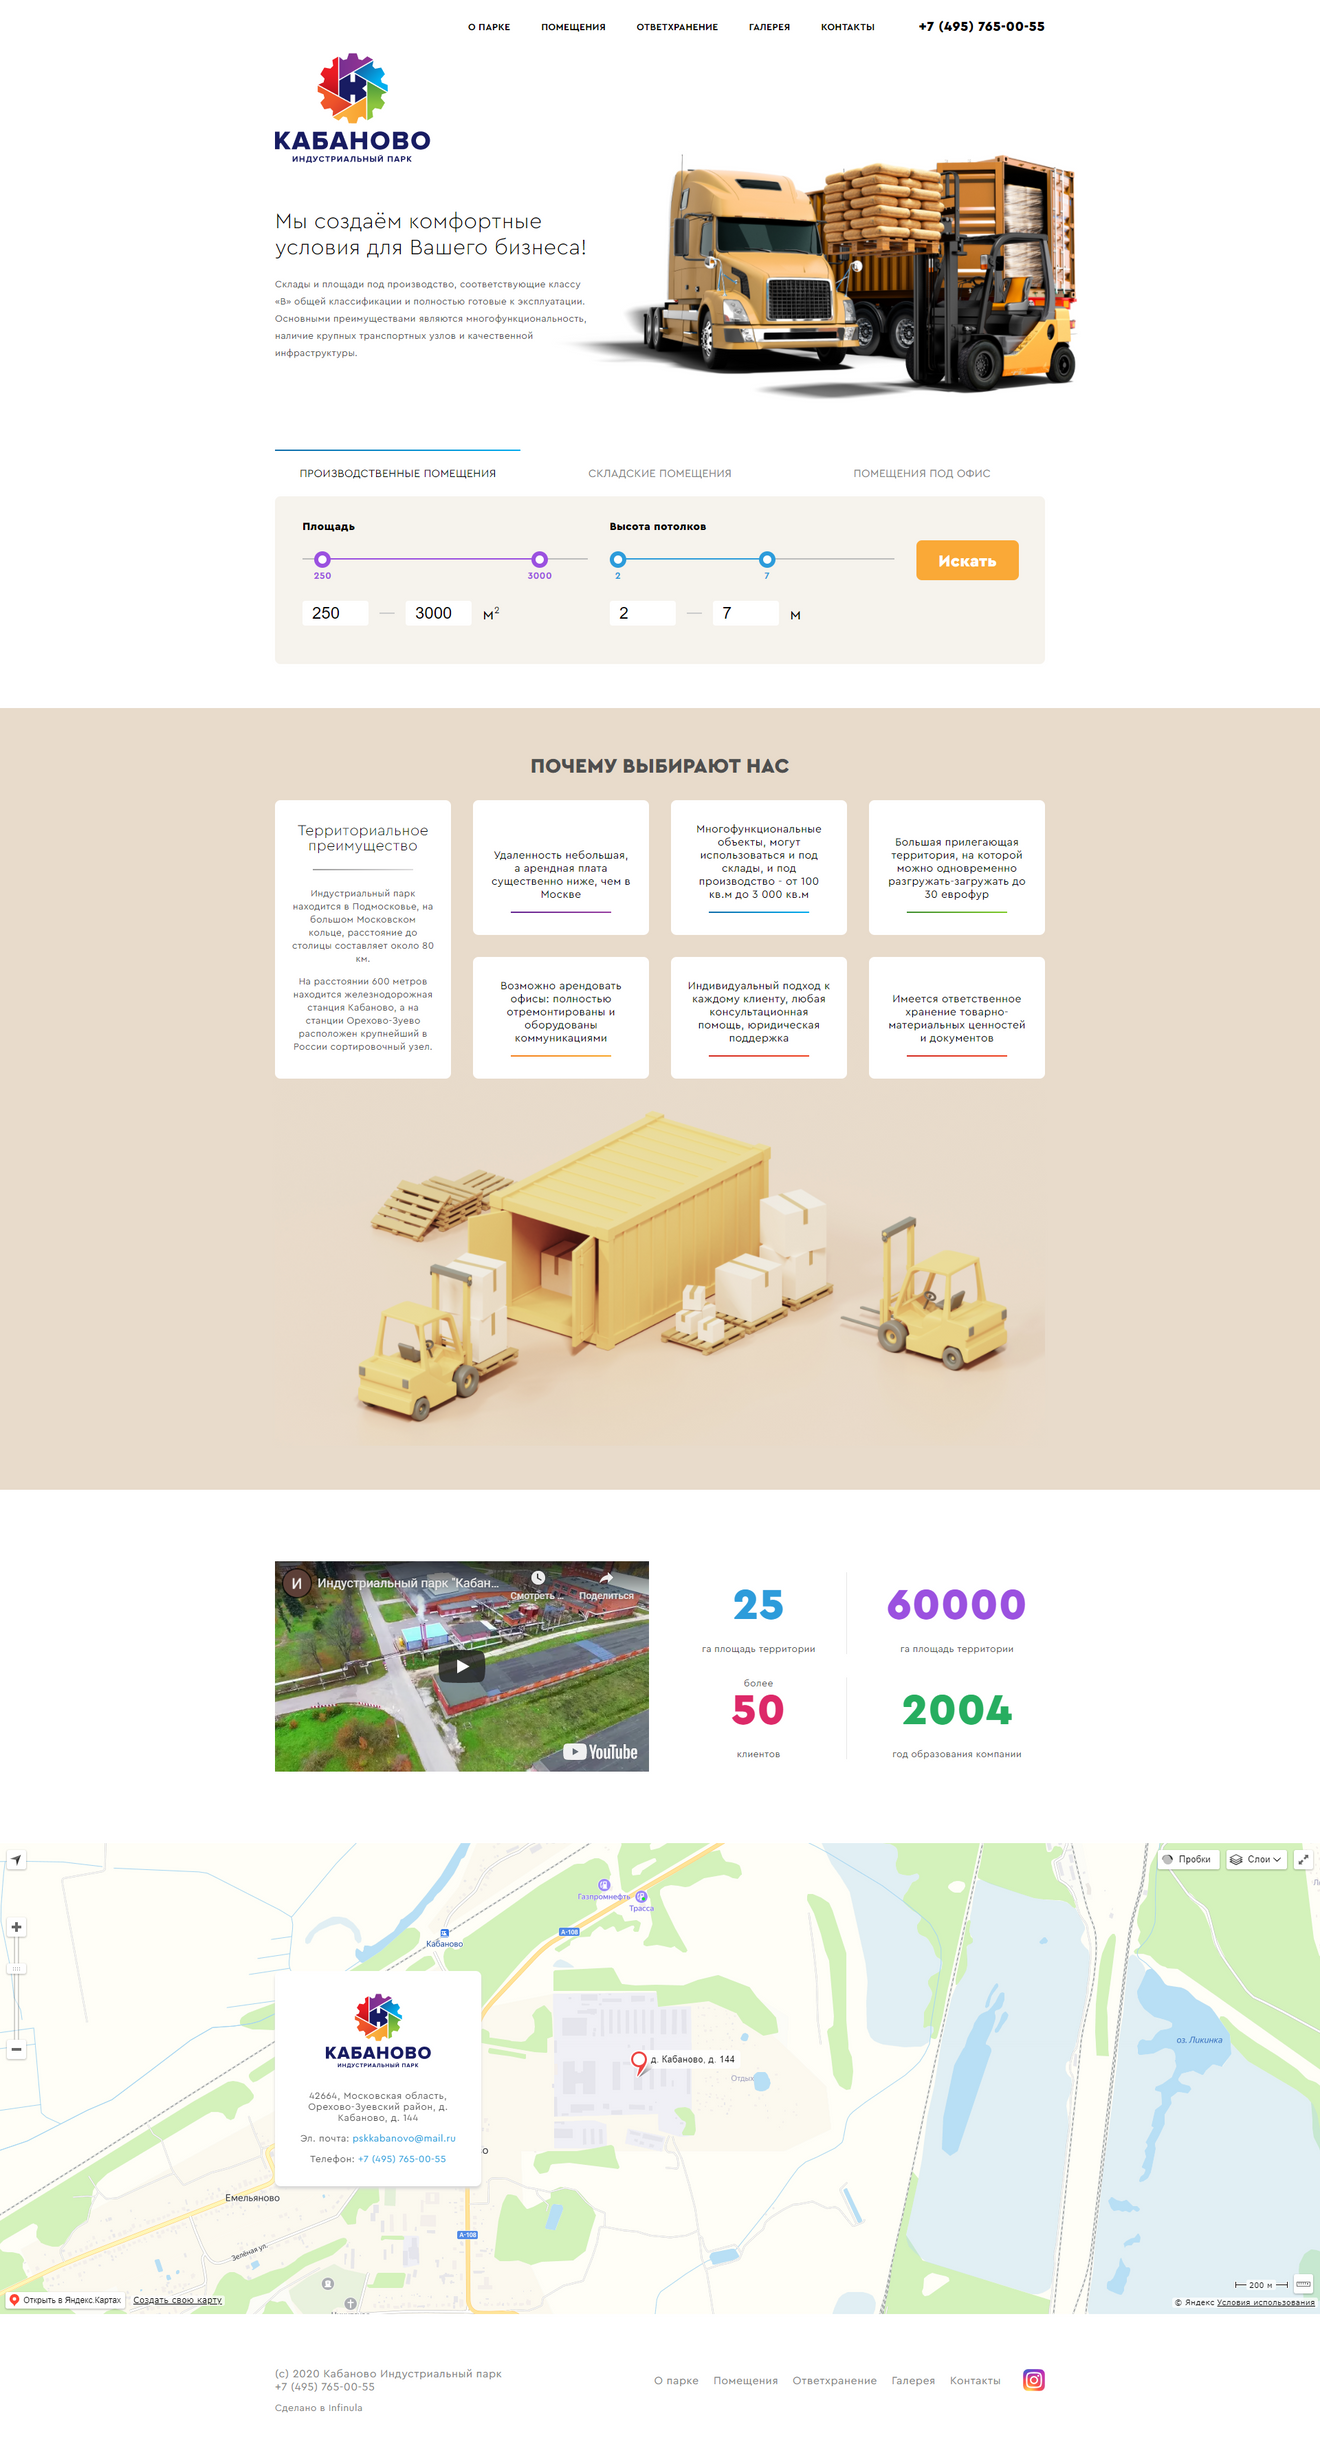 О ПАРКЕ ПОМЕЩЕНИЯ ОТВЕТХРАНЕНИЕ ГАЛЕРЕЯ КОНТАКТЫ +7 (495) 765-00-55
КАБАНОВО
ИНДУСТРИАЛЬНЫЙ ПАРК
Мы создаём комфортные
условия для Вашего бизнеса!
Склады и площади под производство, соответствующие классу
«В» общей классификации и полностью готовые к эксплуатации.
Основными преимуществами являются многофункциональность,
наличие крупных транспортных узлов и качественной
инфраструктуры.
ПРОИЗВОДСТВЕННЫЕ ПОМЕЩЕНИЯ СКЛАДСКИЕ ПОМЕЩЕНИЯ ПОМЕЩЕНИЯ ПОД ОФИС
Площадь
250 3000
250 — 3000 м²
Высота потолков
2 7
2 — 7 м
Искать
ПОЧЕМУ ВЫБИРАЮТ НАС
Территориальное
преимущество
Индустриальный парк
находится в Подмосковье, на
большом Московском
кольце, расстояние до
столицы составляет около 80
км.
На расстоянии 600 метров
находится железнодорожная
станция Кабаново, а на
станции Орехово-Зуево
расположен крупнейший в
России сортировочный узел.
Удаленность небольшая,
а арендная плата
существенно ниже, чем в
Москве
Многофункциональные
объекты, могут
использоваться и под
склады, и под
производство - от 100
кв.м до 3 000 кв.м
Большая прилегающая
территория, на которой
можно одновременно
разгружать-загружать до
30 еврофур
Возможно арендовать
офисы: полностью
отремонтированы и
оборудованы
коммуникациями
Индивидуальный подход к
каждому клиенту, любая
консультационная
помощь, юридическая
поддержка
Имеется ответственное
хранение товарно-
материальных ценностей
и документов
И Индустриальный парк "Кабан...
Смотреть ... Поделиться
YouTube
25
га площадь территории
60000
га площадь территории
более
50
клиентов
2004
год образования компании
Пробки Слои
Газпромнефть
Трасса
А-108
Кабаново
оз. Ликинка
д. Кабаново, д. 144
Отдых
КАБАНОВО
ИНДУСТРИАЛЬНЫЙ ПАРК
42664, Московская область,
Орехово-Зуевский район, д.
Кабаново, д. 144
Эл. почта: pskkabanovo@mail.ru
Телефон: +7 (495) 765-00-55
Емельяново
А-108
Зелёная ул.
200 м
Открыть в Яндекс.Картах Создать свою карту
© Яндекс Условия использования
(с) 2020 Кабаново Индустриальный парк
+7 (495) 765-00-55
Сделано в Infinula
О парке Помещения Ответхранение Галерея Контакты